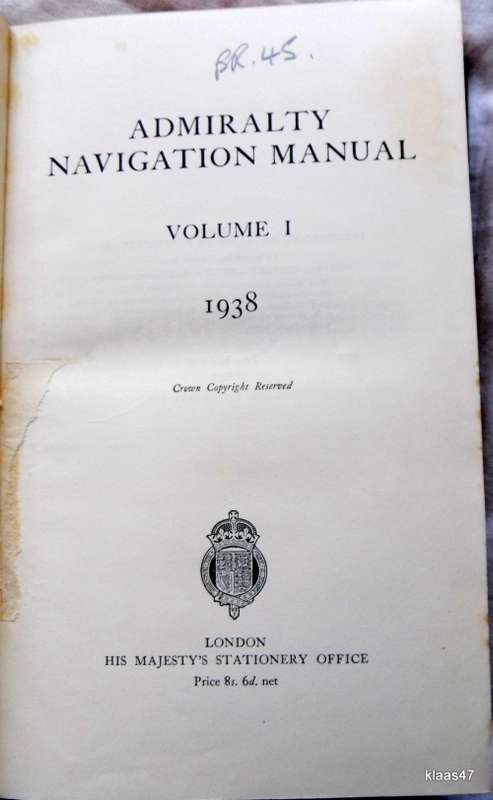 BR.45.
ADMIRALTY
NAVIGATION MANUAL
VOLUME I
1938
Crown Copyright Reserved
LONDON
HIS MAJESTY'S STATIONERY OFFICE
Price 8s. 6d. net
klaas47